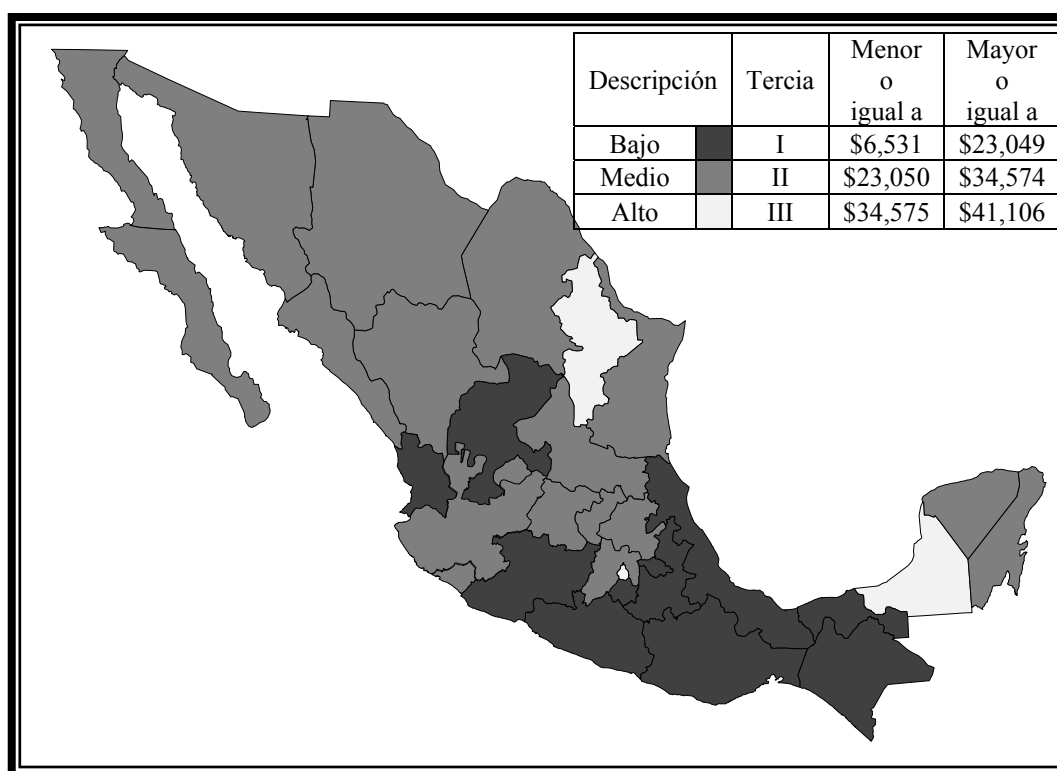 Descripción Tercia Menor o igual a Mayor o igual a
Bajo I $6,531 $23,049
Medio II $23,050 $34,574
Alto III $34,575 $41,106